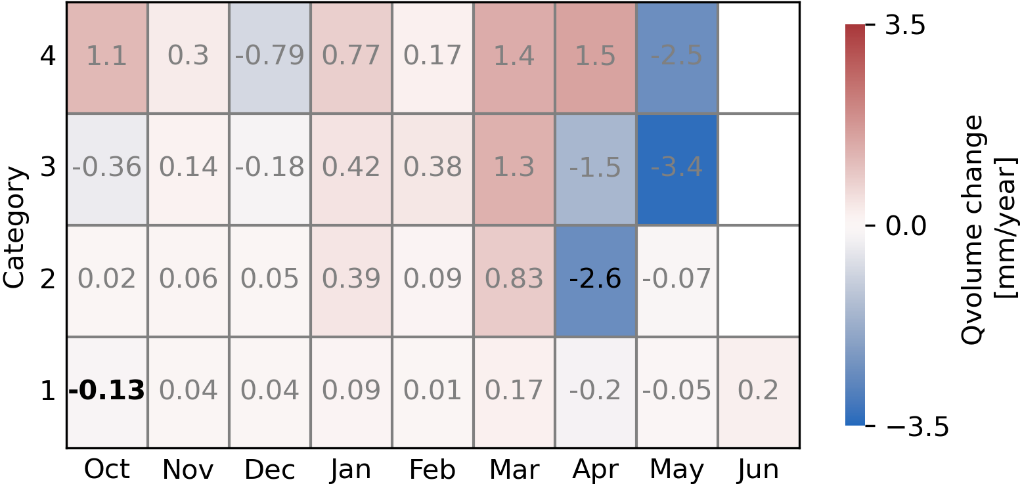 4 1.1 0.3 -0.79 0.77 0.17 1.4 1.5 -2.5
3 -0.36 0.14 -0.18 0.42 0.38 1.3 -1.5 -3.4
2 0.02 0.06 0.05 0.39 0.09 0.83 -2.6 -0.07
1 -0.13 0.04 0.04 0.09 0.01 0.17 -0.2 -0.05 0.2
Oct Nov Dec Jan Feb Mar Apr May Jun
Category
3.5
0.0
−3.5
Qvolume change
[mm/year]